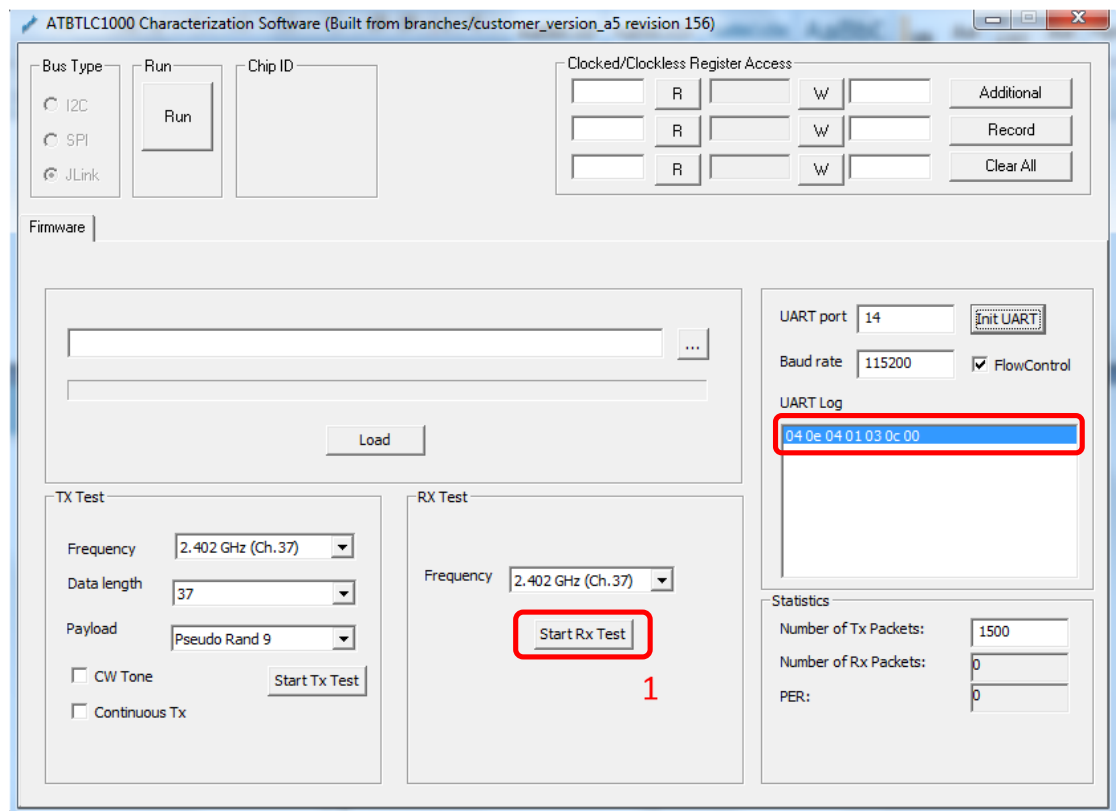 ATBTLC1000 Characterization Software (Built from branches/customer_version_a5 revision 156)
Bus Type
I2C
SPI
JLink
Run
Run
Chip ID
Clocked/Clockless Register Access
R W Additional
R W Record
R W Clear All
Firmware
...
Load
UART port 14 Init UART
Baud rate 115200 FlowControl
UART Log
04 0e 04 01 03 0c 00
TX Test
Frequency 2.402 GHz (Ch.37)
Data length 37
Payload Pseudo Rand 9
CW Tone
Start Tx Test
Continuous Tx
RX Test
Frequency 2.402 GHz (Ch.37)
Start Rx Test
1
Statistics
Number of Tx Packets: 1500
Number of Rx Packets: 0
PER: 0